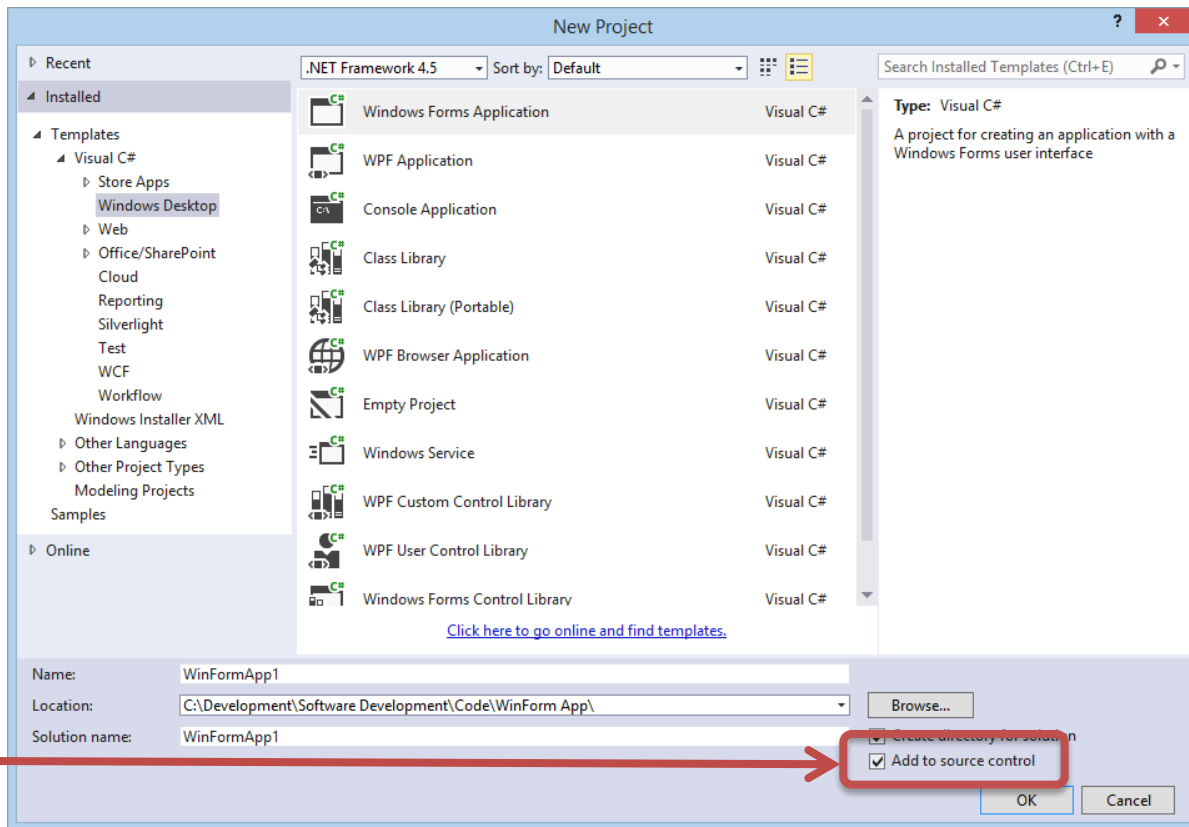 New Project
?
Recent
Installed
Templates
Visual C#
Store Apps
Windows Desktop
Web
Office/SharePoint
Cloud
Reporting
Silverlight
Test
WCF
Workflow
Windows Installer XML
Other Languages
Other Project Types
Modeling Projects
Samples
Online
.NET Framework 4.5 Sort by: Default
Windows Forms Application Visual C#
WPF Application Visual C#
Console Application Visual C#
Class Library Visual C#
Class Library (Portable) Visual C#
WPF Browser Application Visual C#
Empty Project Visual C#
Windows Service Visual C#
WPF Custom Control Library Visual C#
WPF User Control Library Visual C#
Windows Forms Control Library Visual C#
Click here to go online and find templates.
Search Installed Templates (Ctrl+E)
Type: Visual C#
A project for creating an application with a
Windows Forms user interface
Name: WinFormApp1
Location: C:\Development\Software Development\Code\WinForm App\ Browse...
Solution name: WinFormApp1
Create directory for solution
Add to source control
OK Cancel